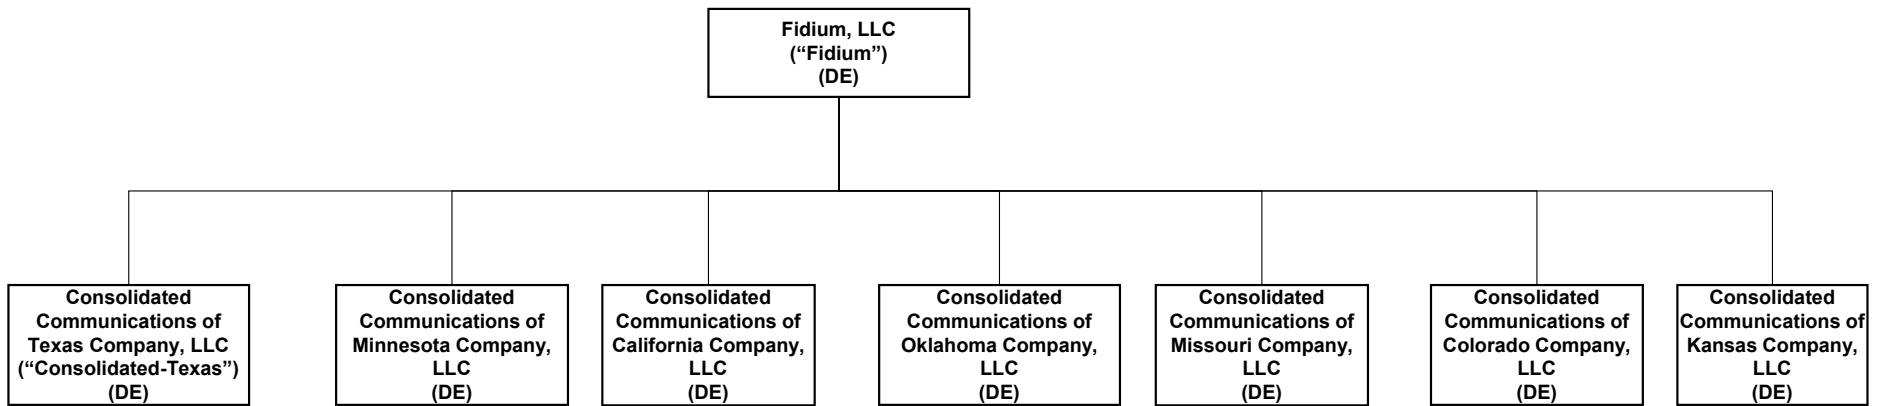 Fidium, LLC
(“Fidium”)
(DE)
Consolidated
Communications of
Texas Company, LLC
(“Consolidated-Texas”)
(DE)
Consolidated
Communications of
Minnesota Company,
LLC
(DE)
Consolidated
Communications of
California Company,
LLC
(DE)
Consolidated
Communications of
Oklahoma Company,
LLC
(DE)
Consolidated
Communications of
Missouri Company,
LLC
(DE)
Consolidated
Communications of
Colorado Company,
LLC
(DE)
Consolidated
Communications of
Kansas Company,
LLC
(DE)